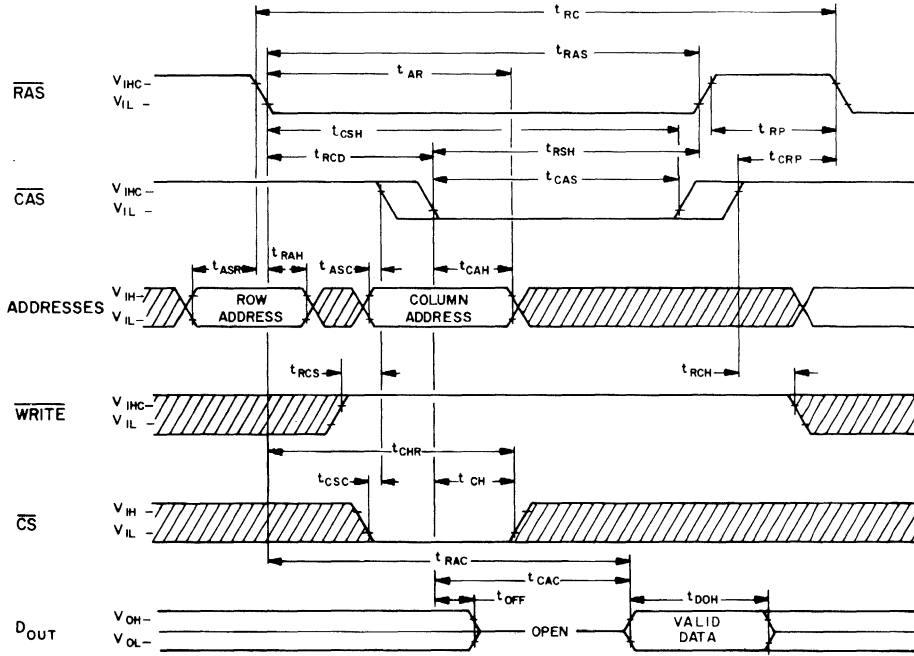 tRC
tRAS
tAR
RAS
VIHC
VIL
tCSH
tRP
tRCD
tRSH
tCRP
tCAS
CAS
VIHC
VIL
tASR
tRAH
tASC
tCAH
ADDRESSES
VIH
VIL
ROW ADDRESS
COLUMN ADDRESS
tRCS
tRCH
WRITE
VIHC
VIL
tCHR
tCSC
tCH
CS
VIH
VIL
tRAC
tCAC
tOFF
tDOH
DOUT
VOH
VOL
OPEN
VALID DATA